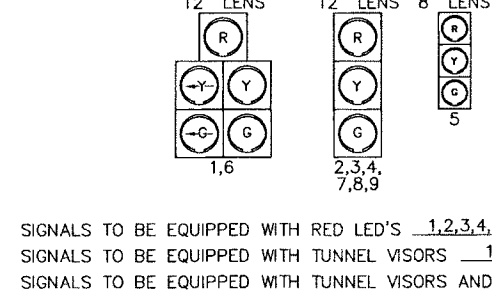 12" LENS 12" LENS 8" LENS
R R R
Y Y Y Y
G G G G
5
1,6 2,3,4,
7,8,9
SIGNALS TO BE EQUIPPED WITH RED LED'S 1,2,3,4,
SIGNALS TO BE EQUIPPED WITH TUNNEL VISORS 1
SIGNALS TO BE EQUIPPED WITH TUNNEL VISORS AND